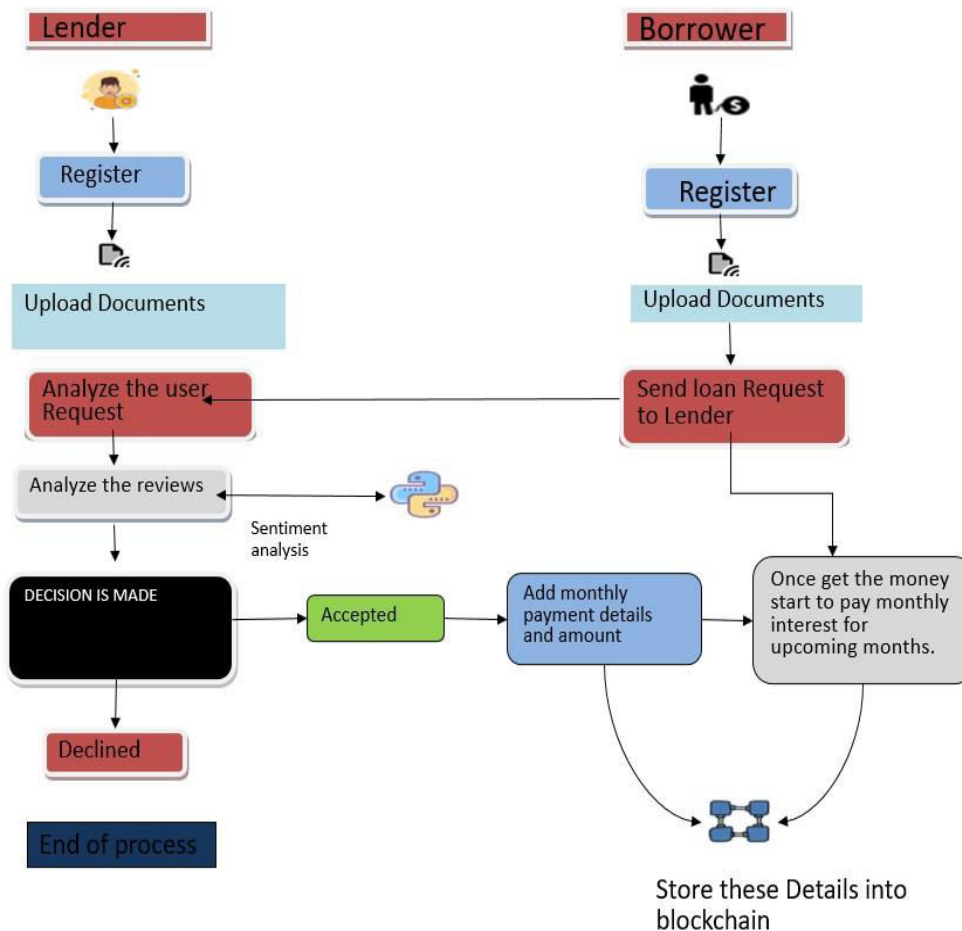 Lender
Borrower
Register
Register
Upload Documents
Upload Documents
Analyze the user
Request
Send loan Request
to Lender
Analyze the reviews
Sentiment
analysis
DECISION IS MADE
Accepted
Add monthly
payment details
and amount
Once get the money
start to pay monthly
interest for
upcoming months.
Declined
End of process
Store these Details into
blockchain